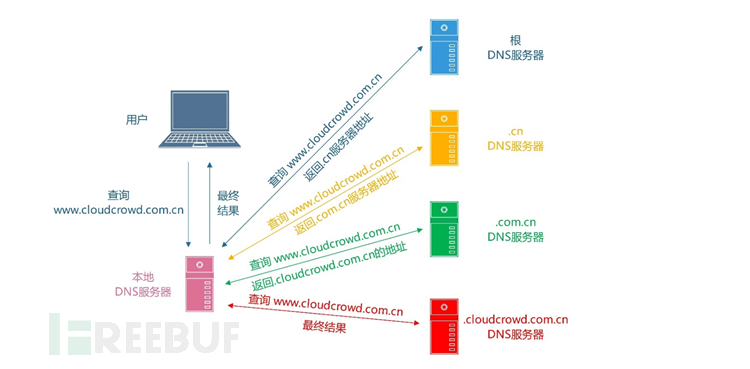 根
DNS服务器
用户
查询 www.cloudcrowd.com.cn
返回.cn服务器地址
.cn
DNS服务器
查询 www.cloudcrowd.com.cn
返回.com.cn服务器地址
查询
www.cloudcrowd.com.cn
最终
结果
.com.cn
DNS服务器
查询 www.cloudcrowd.com.cn
返回.cloudcrowd.com.cn的地址
本地
DNS服务器
查询 www.cloudcrowd.com.cn
最终结果
.cloudcrowd.com.cn
DNS服务器
FREEBUF